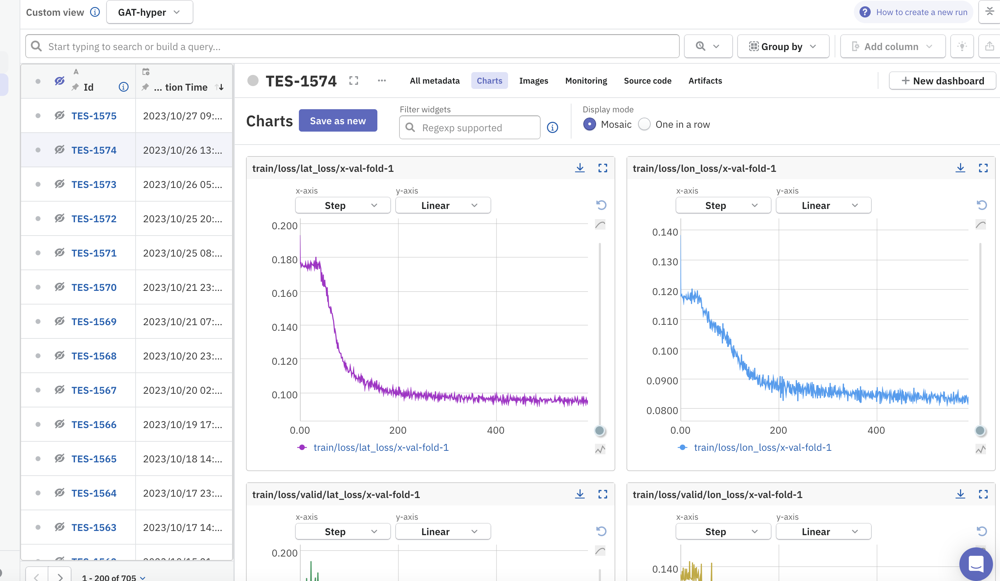 Custom view
GAT-hyper
How to create a new run
Start typing to search or build a query...
Group by
Add column
A
Id
... tion Time
TES-1575 2023/10/27 09:...
TES-1574 2023/10/26 13:...
TES-1573 2023/10/26 05:...
TES-1572 2023/10/25 20:...
TES-1571 2023/10/25 08:...
TES-1570 2023/10/21 23:...
TES-1569 2023/10/21 07:...
TES-1568 2023/10/20 23:...
TES-1567 2023/10/20 02:...
TES-1566 2023/10/19 17:...
TES-1565 2023/10/18 14:...
TES-1564 2023/10/17 23:...
TES-1563 2023/10/17 14:...
1 - 200 of 705
TES-1574
All metadata
Charts
Images
Monitoring
Source code
Artifacts
New dashboard
Charts
Save as new
Filter widgets
Regexp supported
Display mode
Mosaic
One in a row
train/loss/lat_loss/x-val-fold-1
x-axis
y-axis
Step
Linear
0.200
0.180
0.160
0.140
0.120
0.100
0.00 200 400
train/loss/lat_loss/x-val-fold-1
train/loss/lon_loss/x-val-fold-1
x-axis
y-axis
Step
Linear
0.140
0.130
0.120
0.110
0.100
0.0900
0.0800
0.00 200 400
train/loss/lon_loss/x-val-fold-1
train/loss/valid/lat_loss/x-val-fold-1
x-axis
y-axis
Step
Linear
0.200
train/loss/valid/lon_loss/x-val-fold-1
x-axis
y-axis
Step
Linear
0.140